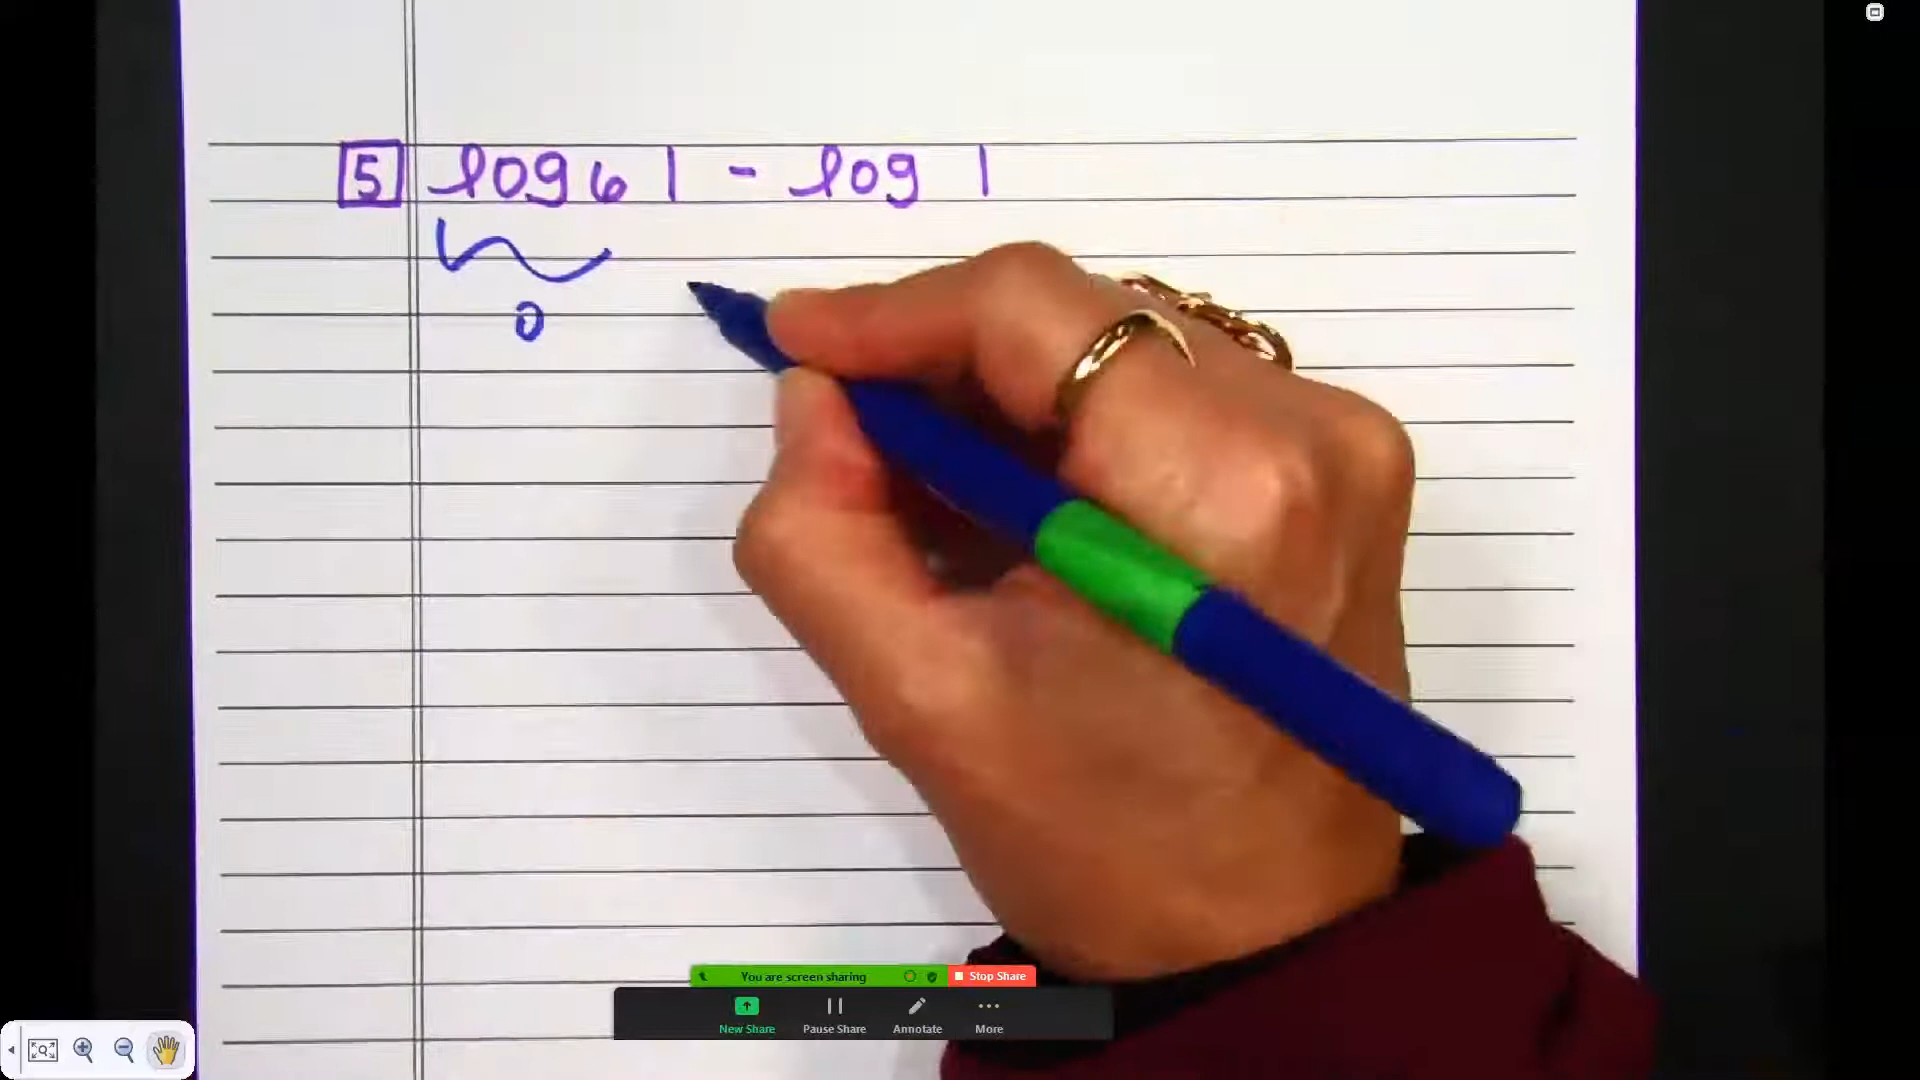 5 log₆ 1 - log 1
0
You are screen sharing Stop Share
New Share Pause Share Annotate More